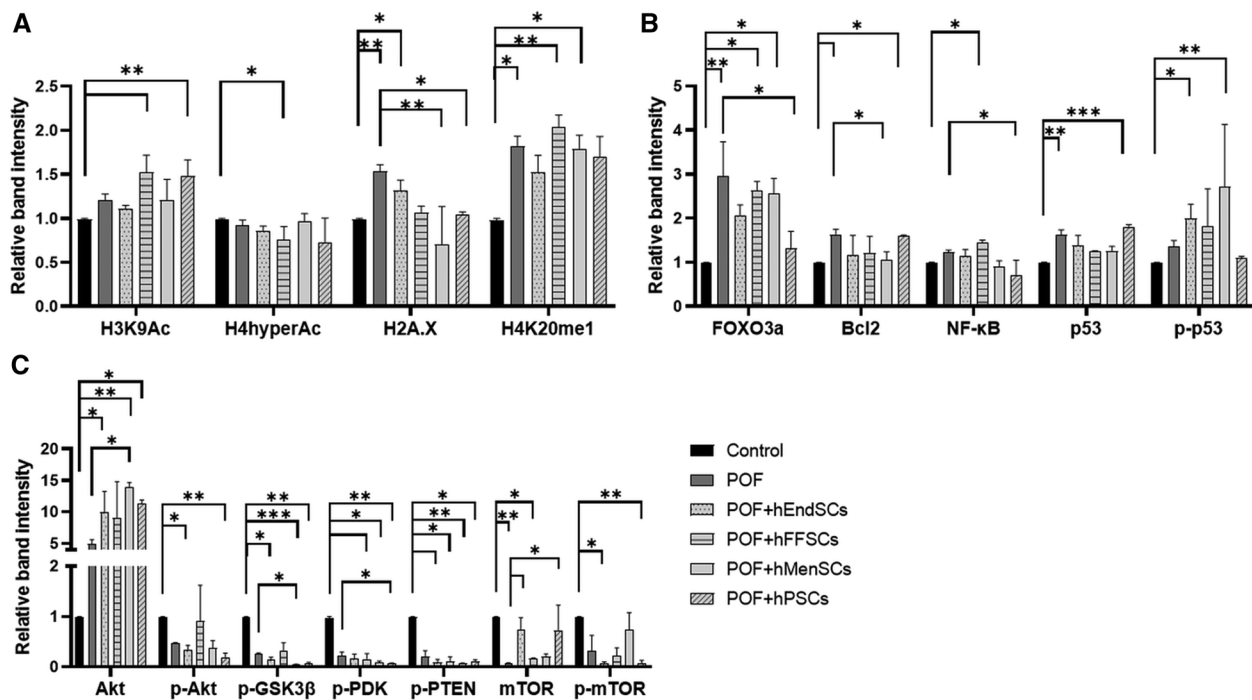 A
Relative band intensity
2.5
2.0
1.5
1.0
0.5
0.0
** * ** * * ** * ** *
H3K9Ac H4hyperAc H2A.X H4K20me1
B
Relative band intensity
5
4
3
2
1
0
** * * * * * * * ** *** * **
FOXO3a Bcl2 NF-κB p53 p-p53
C
Relative band intensity
20
15
10
5
2
1
0
* ** * * * ** * *** ** * * ** * * ** * ** * * * **
Akt p-Akt p-GSK3β p-PDK p-PTEN mTOR p-mTOR
Control
POF
POF+hEndSCs
POF+hFFSCs
POF+hMenSCs
POF+hPSCs